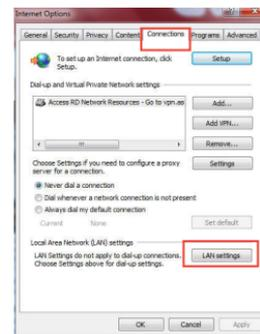 Internet Options
General Security Privacy Content Connections Programs Advanced
To set up an Internet connection, click
Setup.
Setup
Dial-up and Virtual Private Network settings
Access RD Network Resources - Go to vpn.as
Add...
Add VPN...
Remove...
Choose Settings if you need to configure a proxy
server for a connection.
Settings
Never dial a connection
Dial whenever a network connection is not present
Always dial my default connection
Current None
Set default
Local Area Network (LAN) settings
LAN Settings do not apply to dial-up connections.
Choose Settings above for dial-up settings.
LAN settings
OK Cancel Apply